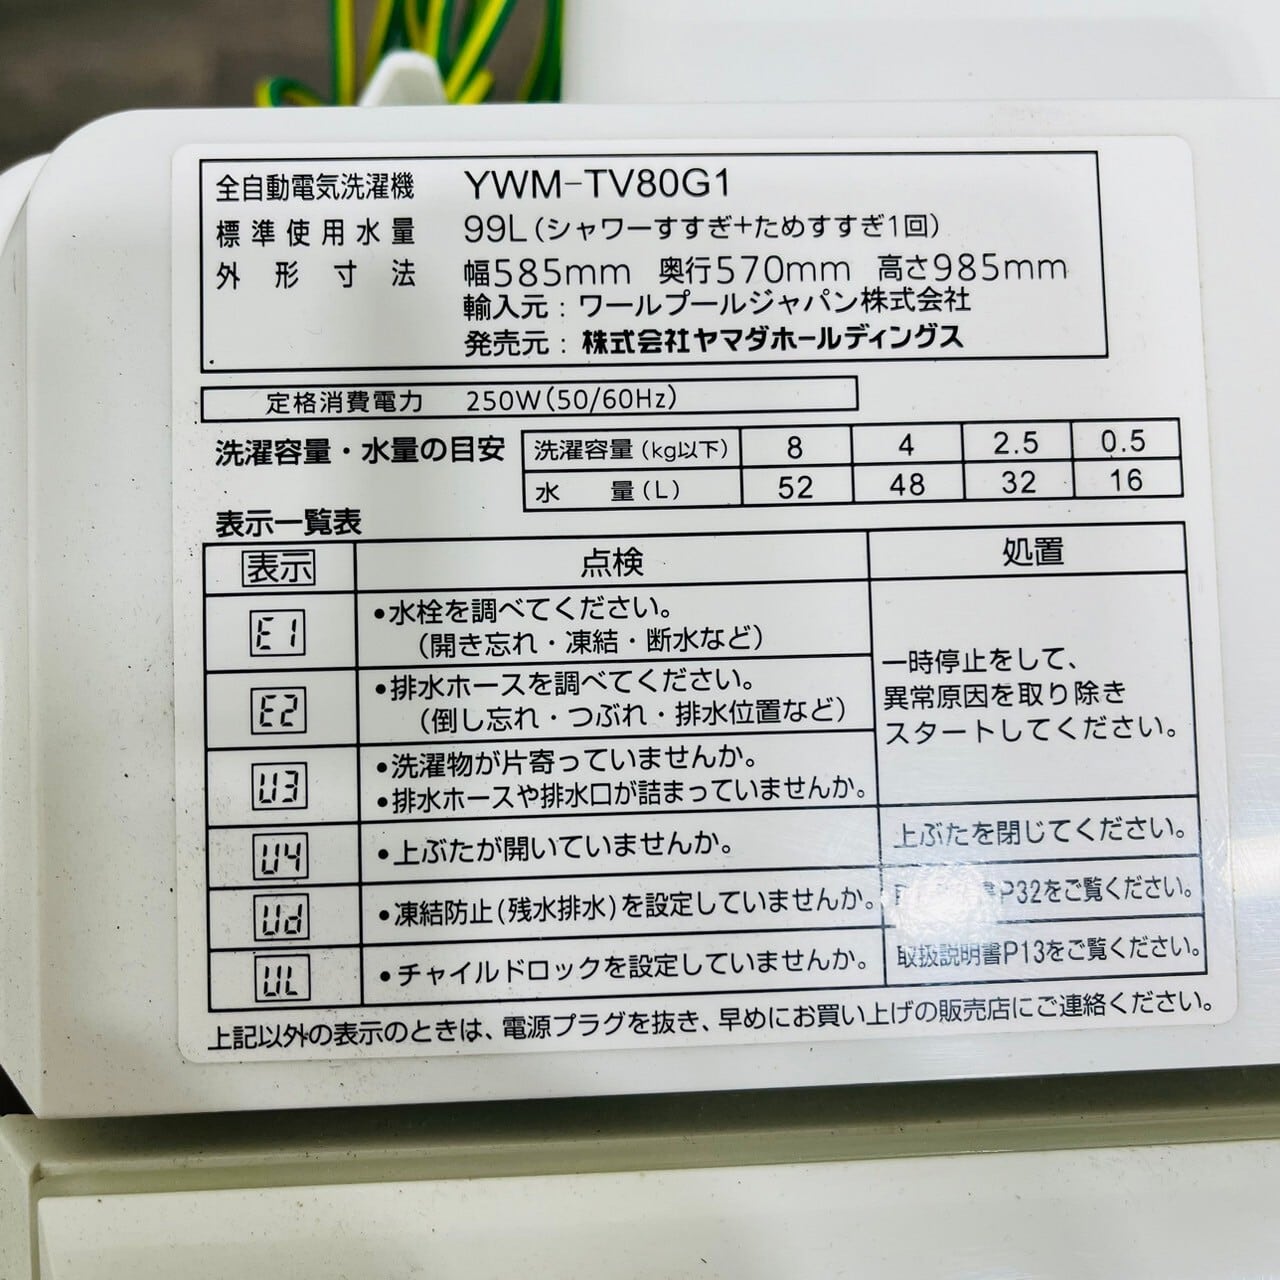 全自動電気洗濯機 YWM-TV80G1
標準使用水量 99L(シャワーすすぎ+ためすすぎ1回)
外形寸法 幅585mm 奥行570mm 高さ985mm
輸入元：ワールプールジャパン株式会社
発売元：株式会社ヤマダホールディングス
定格消費電力 250W(50/60Hz)
洗濯容量・水量の目安
洗濯容量(kg以下) 8 4 2.5 0.5
水量(L) 52 48 32 16
表示一覧表
表示 点検 処置
E1 •水栓を調べてください。
(開き忘れ・凍結・断水など)
E2 •排水ホースを調べてください。
(倒し忘れ・つぶれ・排水位置など)
U3 •洗濯物が片寄っていませんか。
•排水ホースや排水口が詰まっていませんか。
一時停止をして、
異常原因を取り除き
スタートしてください。
U4 •上ぶたが開いていませんか。 上ぶたを閉じてください。
Ud •凍結防止(残水排水)を設定していませんか。 書P32をご覧ください。
UL •チャイルドロックを設定していませんか。 取扱説明書P13をご覧ください。
上記以外の表示のときは、電源プラグを抜き、早めにお買い上げの販売店にご連絡ください。